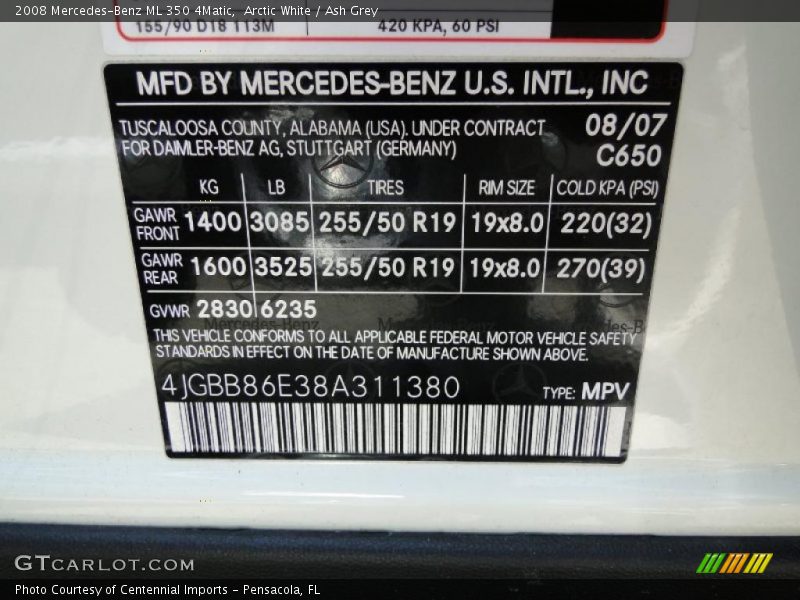 2008 Mercedes-Benz ML 350 4Matic,  Arctic White / Ash Grey
155/90 D18 113M 420 KPA, 60 PSI
MFD BY MERCEDES-BENZ U.S. INTL., INC
TUSCALOOSA COUNTY, ALABAMA (USA). UNDER CONTRACT 08/07
FOR DAIMLER-BENZ AG, STUTTGART (GERMANY) C650
KG LB TIRES RIM SIZE COLD KPA (PSI)
GAWR FRONT 1400 3085 255/50 R19 19x8.0 220(32)
GAWR REAR 1600 3525 255/50 R19 19x8.0 270(39)
GVWR 2830 6235
THIS VEHICLE CONFORMS TO ALL APPLICABLE FEDERAL MOTOR VEHICLE SAFETY
STANDARDS IN EFFECT ON THE DATE OF MANUFACTURE SHOWN ABOVE.
4JGBB86E38A311380 TYPE: MPV
GTCARLOT.COM
Photo Courtesy of Centennial Imports - Pensacola, FL